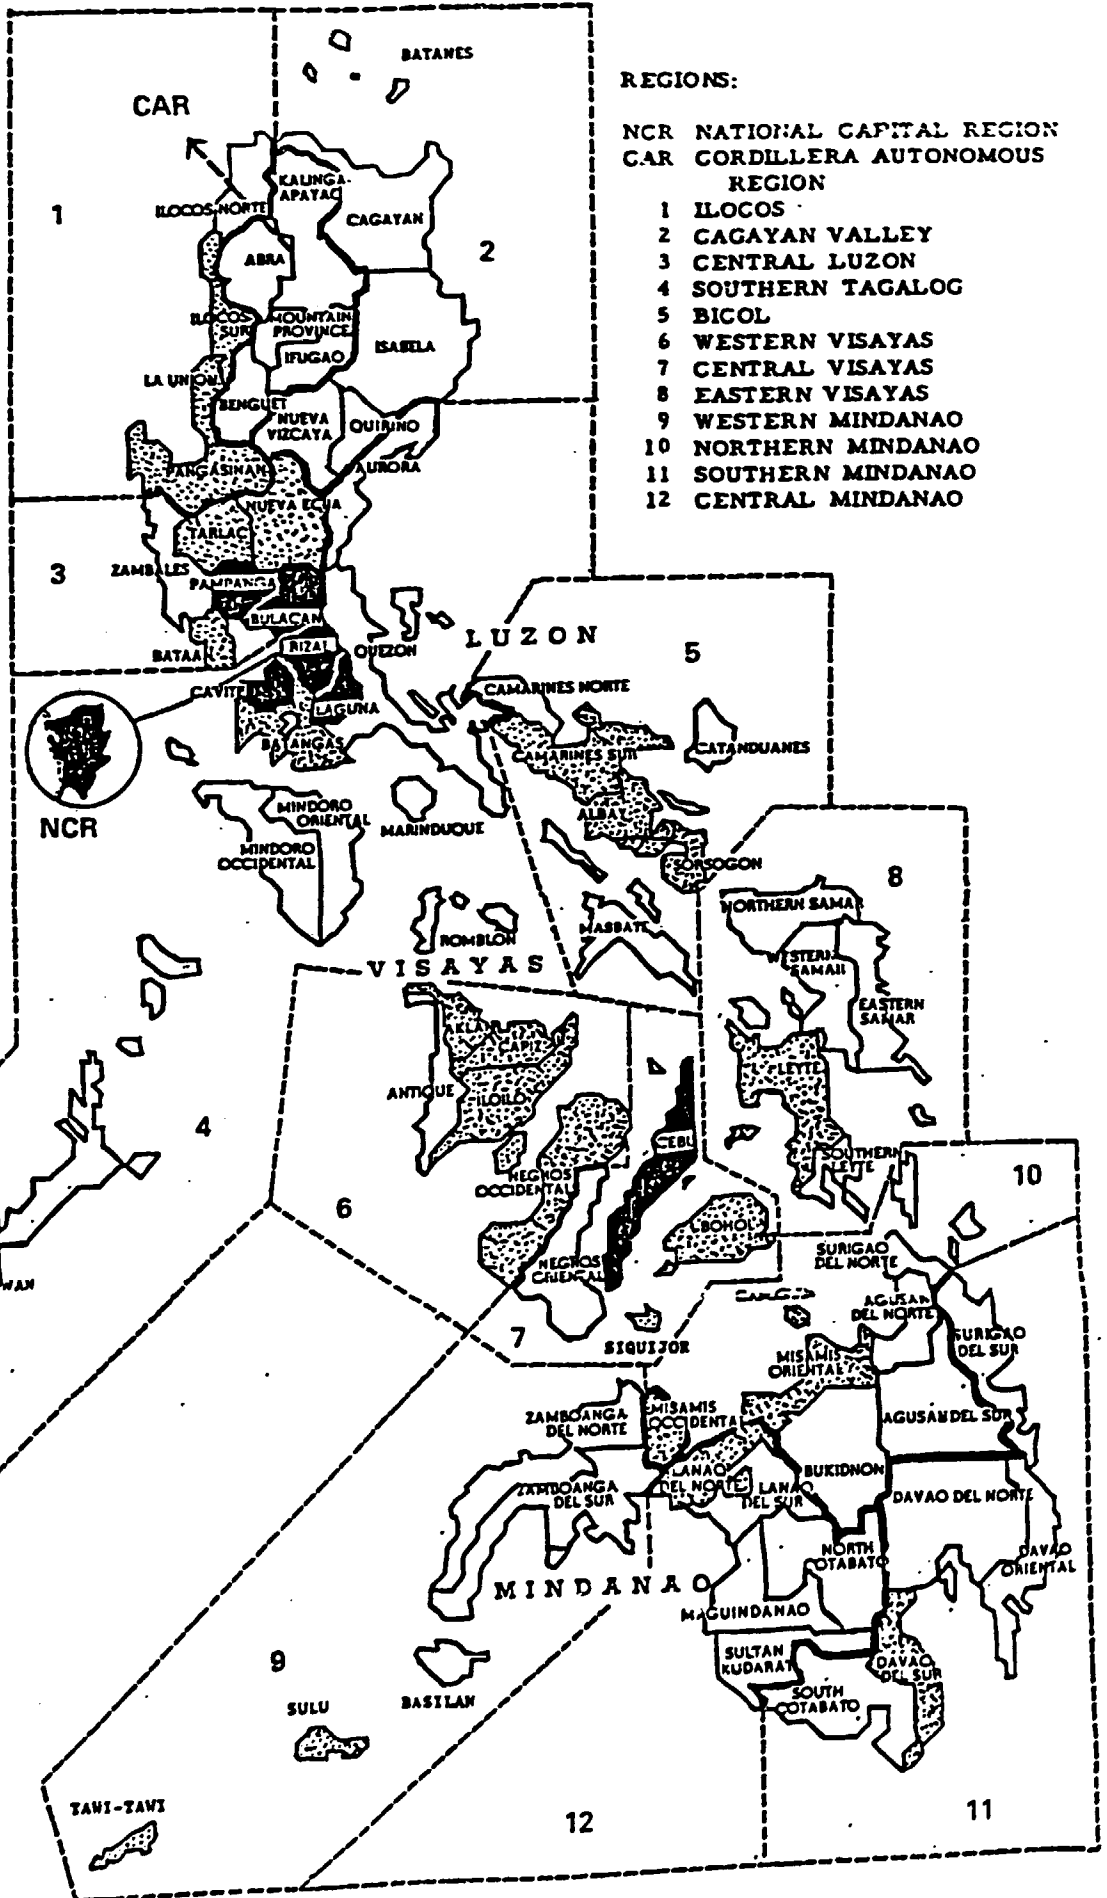 BATANES
REGIONS:
CAR
NCR NATIONAL CAPITAL REGION
CAR CORDILLERA AUTONOMOUS
REGION
1 ILOCOS
2 CAGAYAN VALLEY
3 CENTRAL LUZON
4 SOUTHERN TAGALOG
5 BICOL
6 WESTERN VISAYAS
7 CENTRAL VISAYAS
8 EASTERN VISAYAS
9 WESTERN MINDANAO
10 NORTHERN MINDANAO
11 SOUTHERN MINDANAO
12 CENTRAL MINDANAO
1
KALINGA-
APAYAO
ILOCOS NORTE
CAGAYAN
2
ABRA
ILOCOS
SUR
MOUNTAIN
PROVINCE
ISABELA
IFUGAO
LA UNION
BENGUET
NUEVA
VIZCAYA
QUIRINO
PANGASINAN
AURORA
NUEVA ECIJA
TARLAC
3
ZAMBALES
PAMPANGA
BULACAN
LUZON
RIZAL
QUEZON
5
BATAA
CAVITE
CAMARINES NORTE
LAGUNA
BATANGAS
CATANDUANES
CAMARINES SUR
NCR
MINDORO
ORIENTAL
MARINDUQUE
ALBAY
MINDORO
OCCIDENTAL
SORSOGON
8
NORTHERN SAMAR
MASBATE
ROMBLON
VISAYAS
WESTERN
SAMAR
EASTERN
SAMAR
AKLAN
CAPIZ
LEYTE
ANTIQUE
ILOILO
4
CEBU
SOUTHERN
LEYTE
NEGROS
OCCIDENTAL
10
6
BOHOL
SURIGAO
DEL NORTE
NEGROS
ORIENTAL
WAN
AGUSAN
DEL NORTE
7
SIQUIJOR
SURIGAO
DEL SUR
MISAMIS
ORIENTAL
ZAMBOANGA
DEL NORTE
MISAMIS
OCCIDENTAL
AGUSAN DEL SUR
LANAO
DEL NORTE
BUKIDNON
ZAMBOANGA
DEL SUR
LANAO
DEL SUR
DAVAO DEL NORTE
NORTH
COTABATO
DAVAO
ORIENTAL
MINDANAO
MAGUINDANAO
9
SULTAN
KUDARAT
DAVAO
DEL SUR
BASILAN
SOUTH
COTABATO
SULU
TAWI-TAWI
12
11